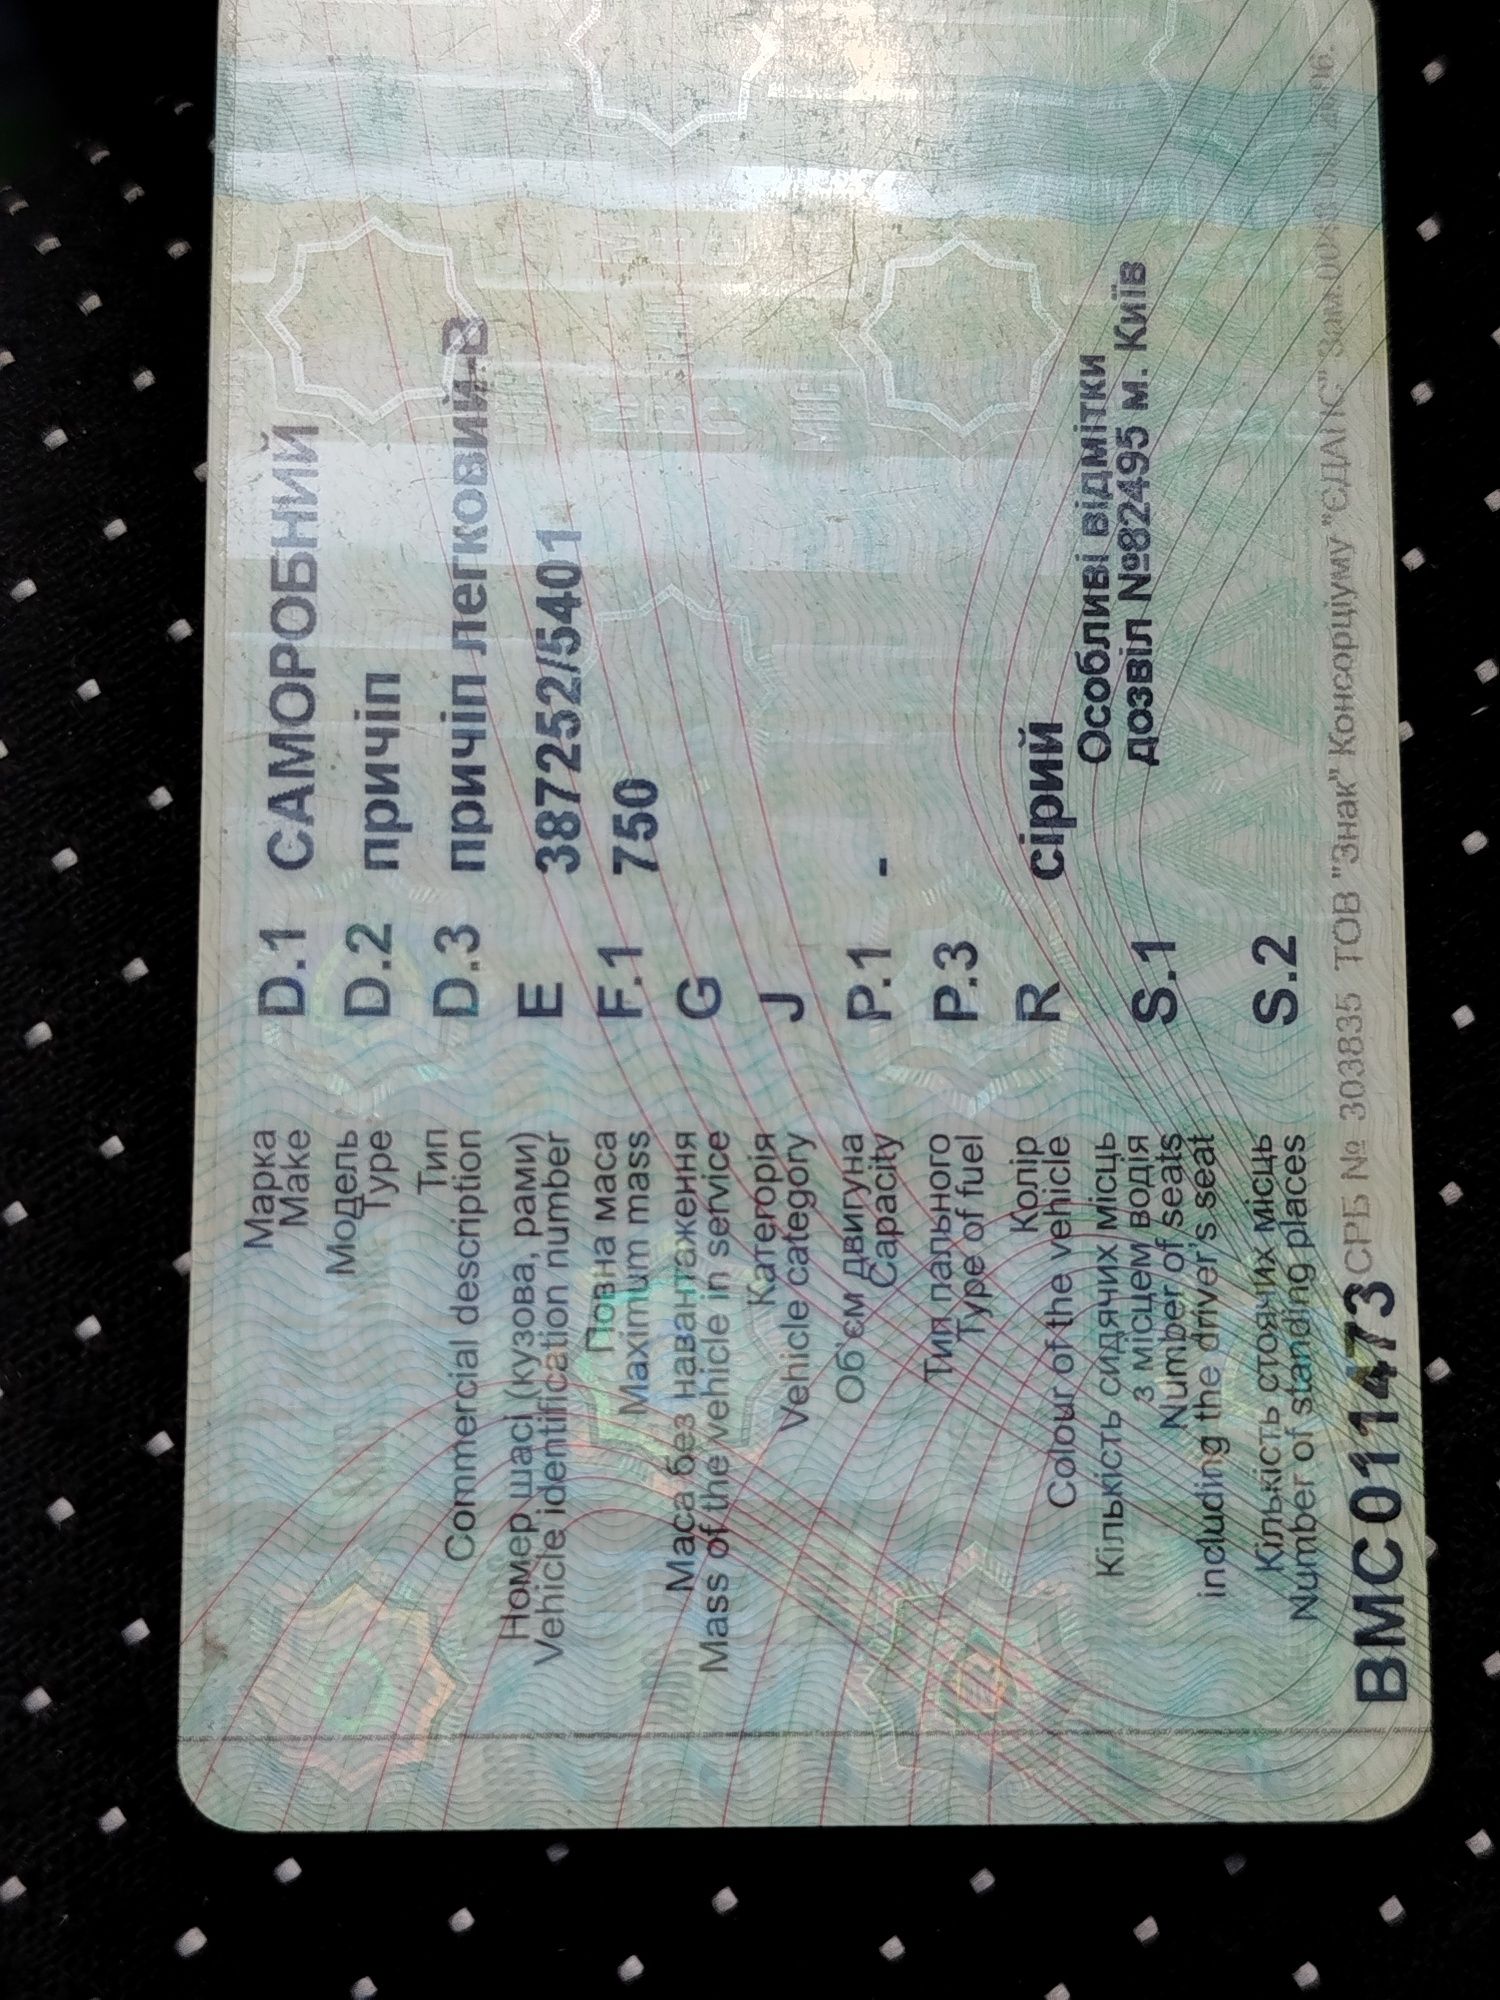 Марка D.1 САМОРОБНИЙ
Make
Модель D.2 причіп
Type
Тип D.3 причіп легковий-В
Commercial description
Номер шасі (кузова, рами) E 387252/5401
Vehicle identification number
Повна маса F.1 750
Maximum mass
Маса без навантаження G
Mass of the vehicle in service
Категорія J
Vehicle category
Об'єм двигуна P.1 -
Capacity
Тип пального P.3
Type of fuel
Колір R сірий
Colour of the vehicle
Кількість сидячих місць S.1 Особливі відмітки
з місцем водія дозвіл №82495 м. Київ
Number of seats
including the driver's seat
Кількість стоячих місць S.2
Number of standing places
ВМС011473 СРБ № 303835 ТОВ "Знак" Консорціуму "ЄДАПС"